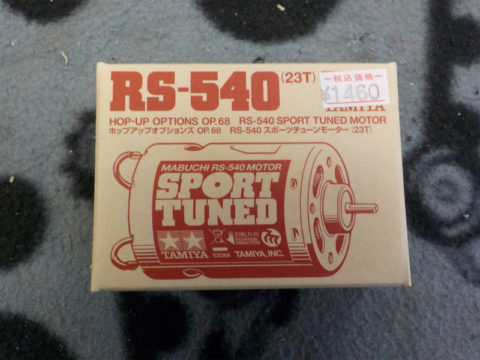 RS-540 (23T)
税込価格
¥1460
TAMIYA
HOP-UP OPTIONS OP.68 RS-540 SPORT TUNED MOTOR
ホップアップオプションズ OP.68 RS-540 スポーツチューンモーター (23T)
MABUCHI RS-540 MOTOR
SPORT
TUNED
TAMIYA
53068
TAMIYA, INC.